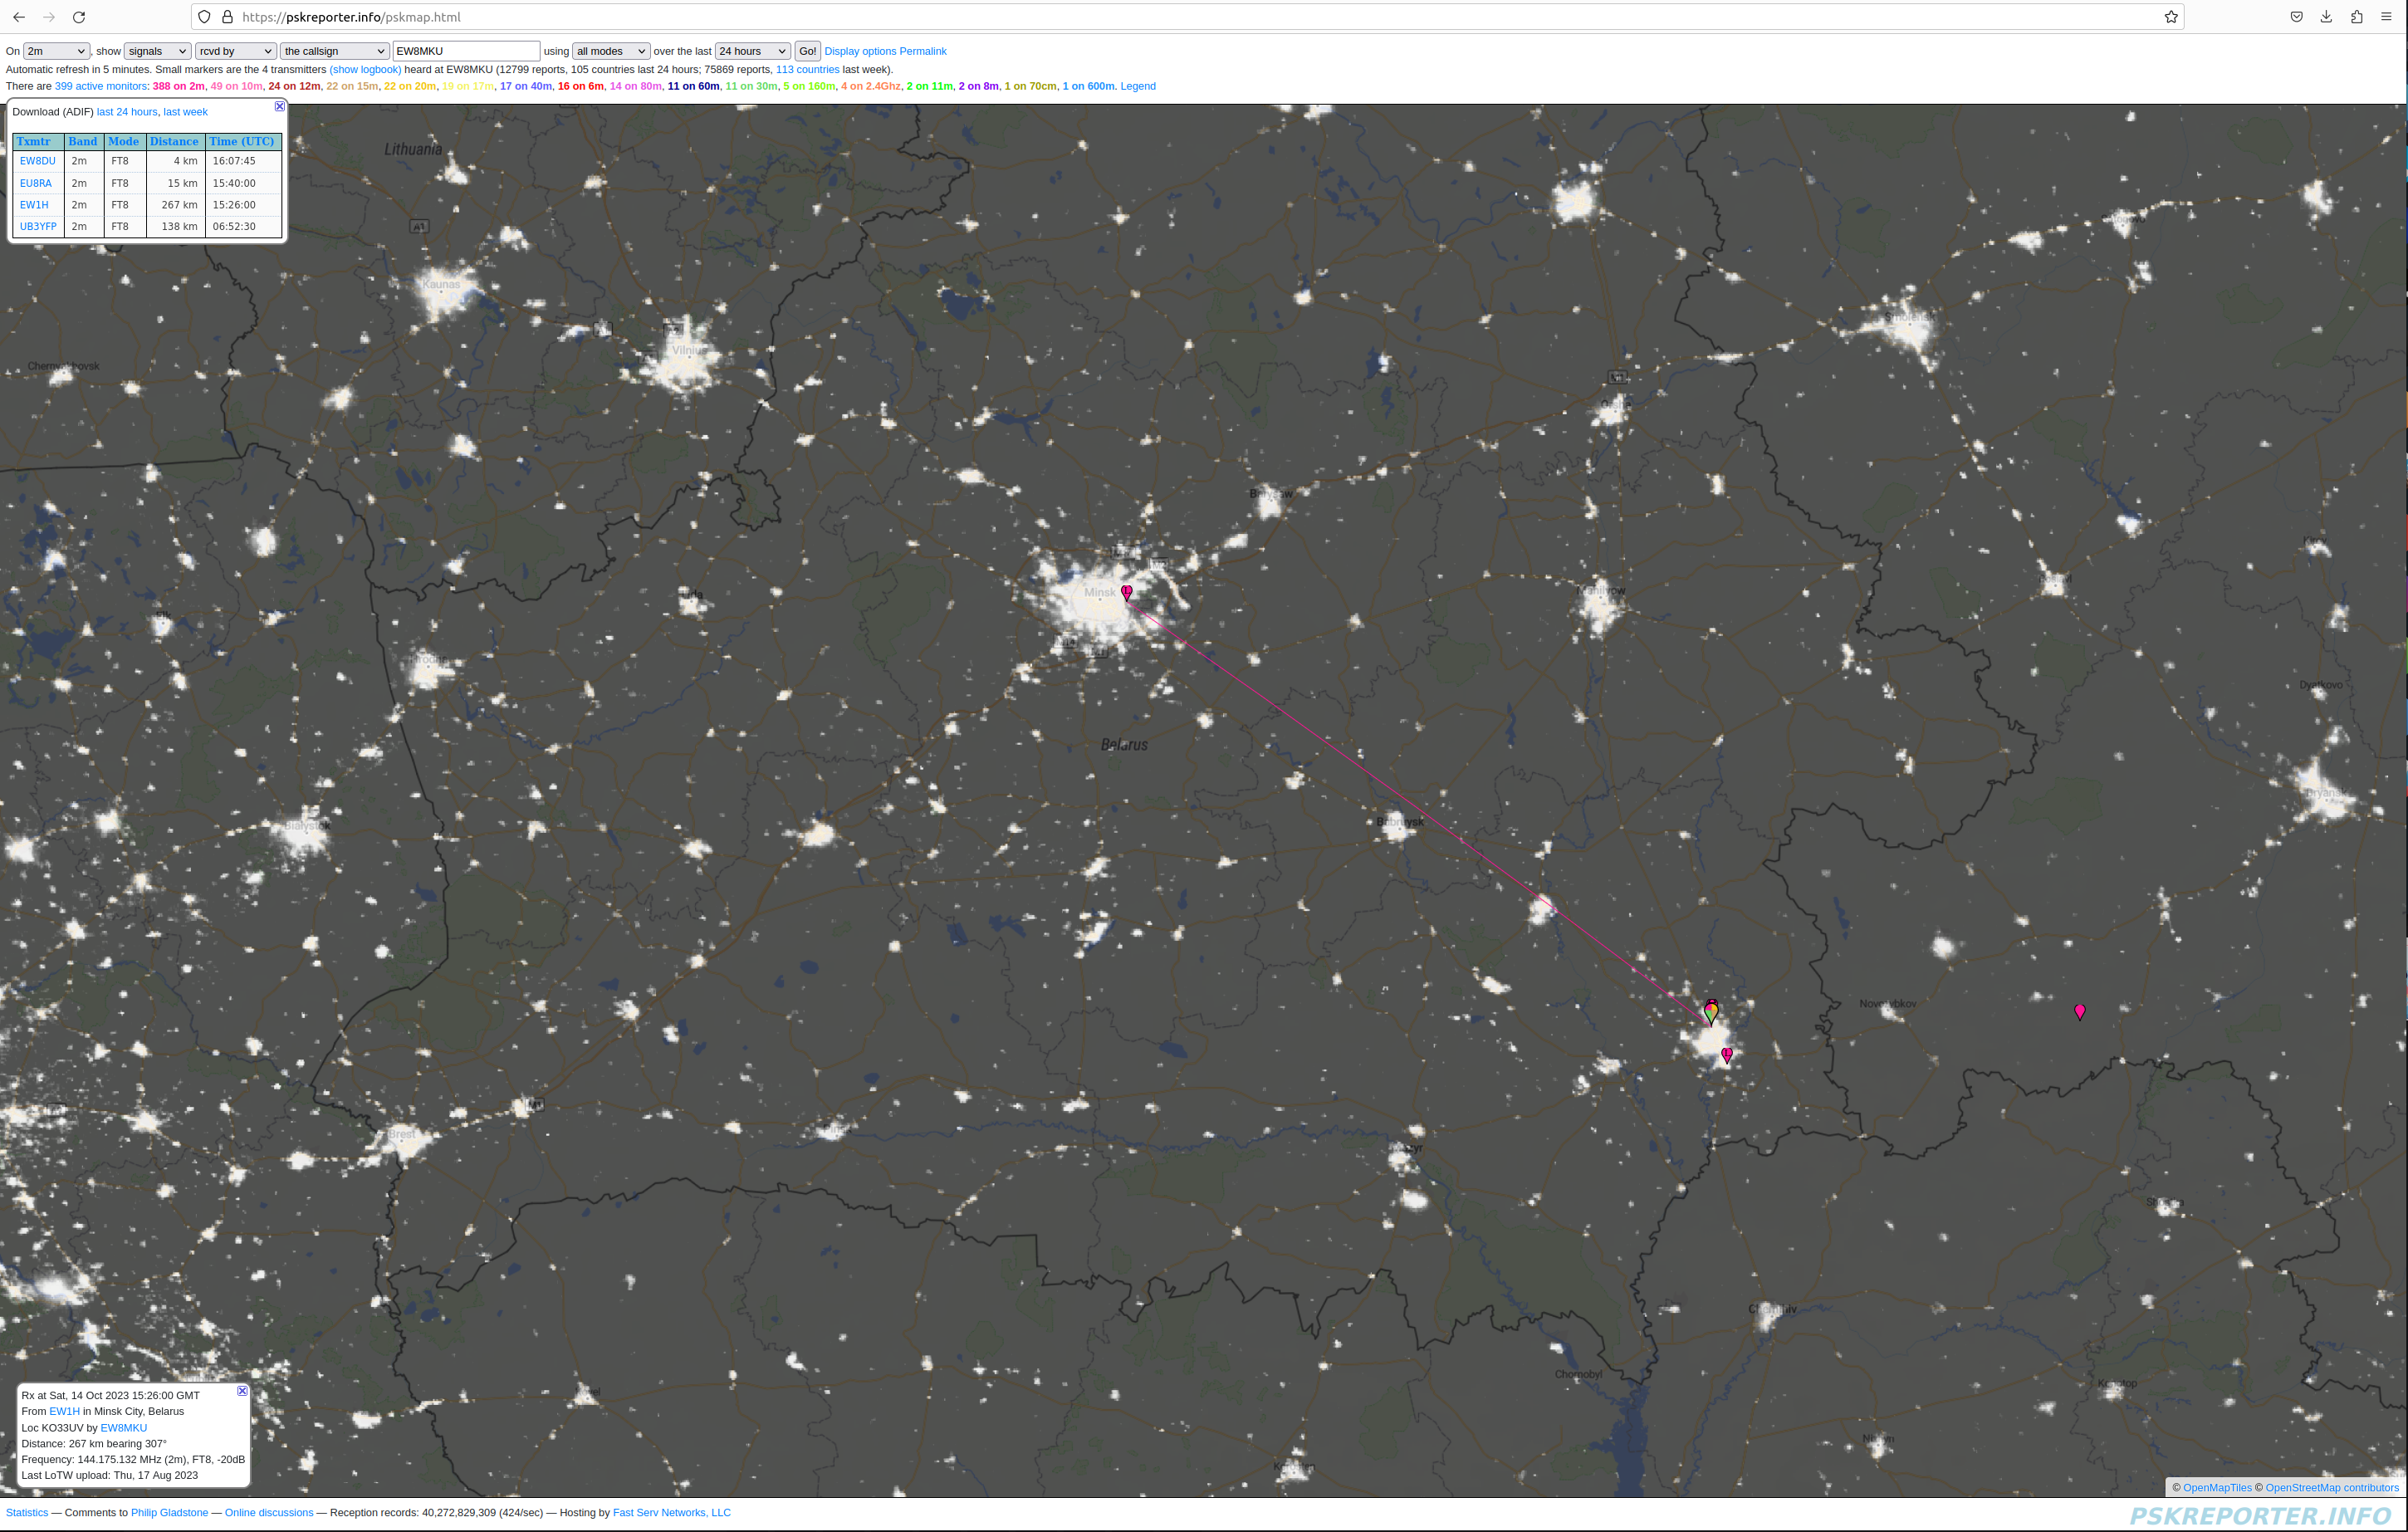 https://pskreporter.info/pskmap.html
On 2m, show signals rcvd by the callsign EW8MKU using all modes over the last 24 hours Go! Display options Permalink
Automatic refresh in 5 minutes. Small markers are the 4 transmitters (show logbook) heard at EW8MKU (12799 reports, 105 countries last 24 hours; 75869 reports, 113 countries last week).
There are 399 active monitors: 388 on 2m, 49 on 10m, 24 on 12m, 22 on 15m, 22 on 20m, 19 on 17m, 17 on 40m, 16 on 6m, 14 on 80m, 11 on 60m, 11 on 30m, 5 on 160m, 4 on 2.4Ghz, 2 on 11m, 2 on 8m, 1 on 70cm, 1 on 600m. Legend
Download (ADIF) last 24 hours, last week
Txmtr Band Mode Distance Time (UTC)
EW8DU 2m FT8 4 km 16:07:45
EU8RA 2m FT8 15 km 15:40:00
EW1H 2m FT8 267 km 15:26:00
UB3YFP 2m FT8 138 km 06:52:30
Lithuania
A1
Kaunas
Vilnius
Minsk
Belarus
Dyatkovo
Białystok
Babruysk
Brest
Chornobyl
Rx at Sat, 14 Oct 2023 15:26:00 GMT
From EW1H in Minsk City, Belarus
Loc KO33UV by EW8MKU
Distance: 267 km bearing 307°
Frequency: 144.175.132 MHz (2m), FT8, -20dB
Last LoTW upload: Thu, 17 Aug 2023
© OpenMapTiles © OpenStreetMap contributors
Statistics — Comments to Philip Gladstone — Online discussions — Reception records: 40,272,829,309 (424/sec) — Hosting by Fast Serv Networks, LLC
PSKREPORTER.INFO